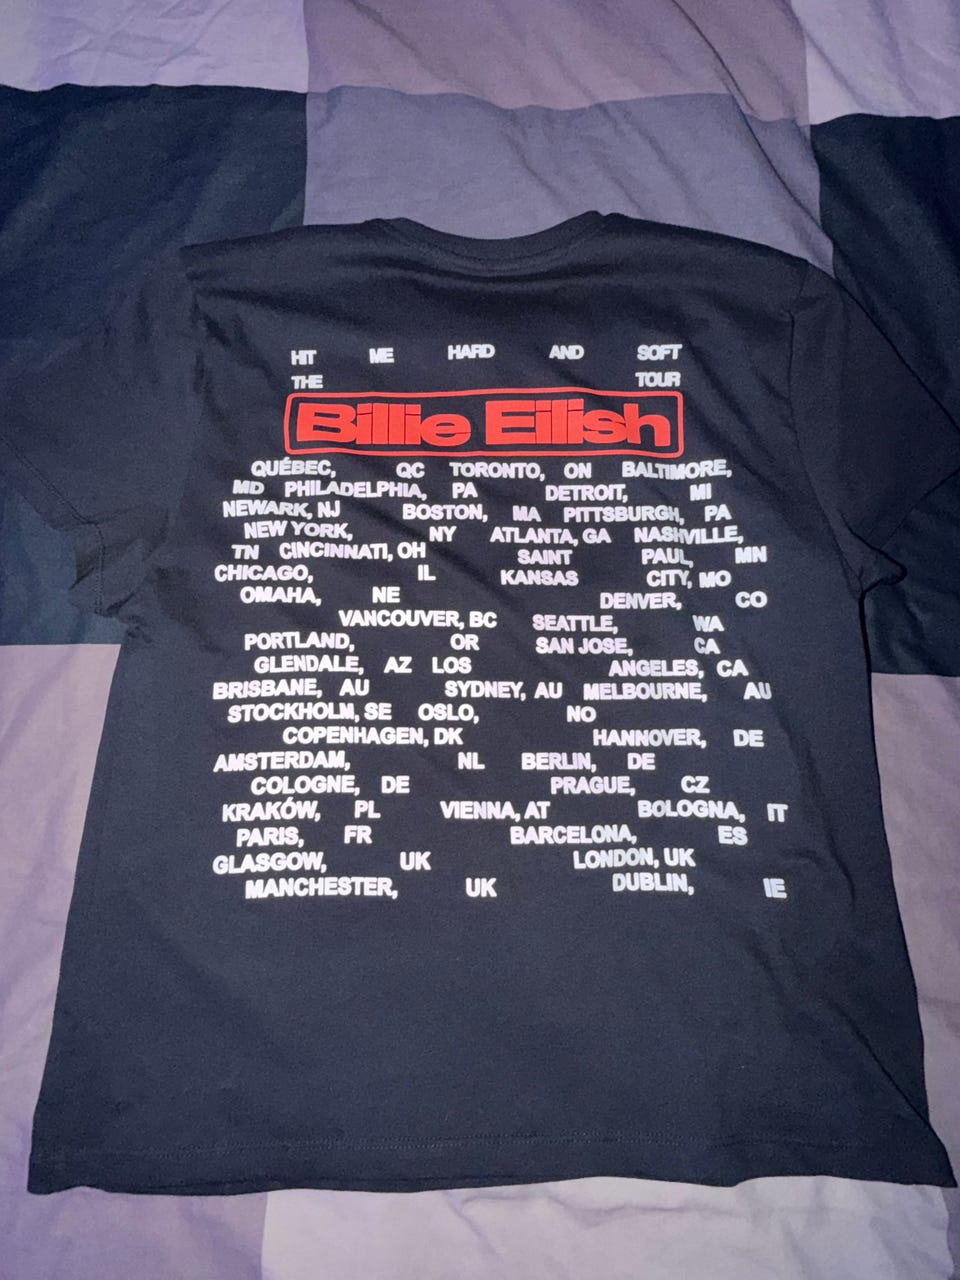 HIT ME HARD AND SOFT
THE TOUR
Billie Eilish
QUÉBEC, QC TORONTO, ON BALTIMORE,
MD PHILADELPHIA, PA DETROIT, MI
NEWARK, NJ BOSTON, MA PITTSBURGH, PA
NEW YORK, NY ATLANTA, GA NASHVILLE,
TN CINCINNATI, OH SAINT PAUL, MN
CHICAGO, IL KANSAS CITY, MO
OMAHA, NE DENVER, CO
VANCOUVER, BC SEATTLE, WA
PORTLAND, OR SAN JOSE, CA
GLENDALE, AZ LOS ANGELES, CA
BRISBANE, AU SYDNEY, AU MELBOURNE, AU
STOCKHOLM, SE OSLO, NO
COPENHAGEN, DK HANNOVER, DE
AMSTERDAM, NL BERLIN, DE
COLOGNE, DE PRAGUE, CZ
KRAKÓW, PL VIENNA, AT BOLOGNA, IT
PARIS, FR BARCELONA, ES
GLASGOW, UK LONDON, UK
MANCHESTER, UK DUBLIN, IE